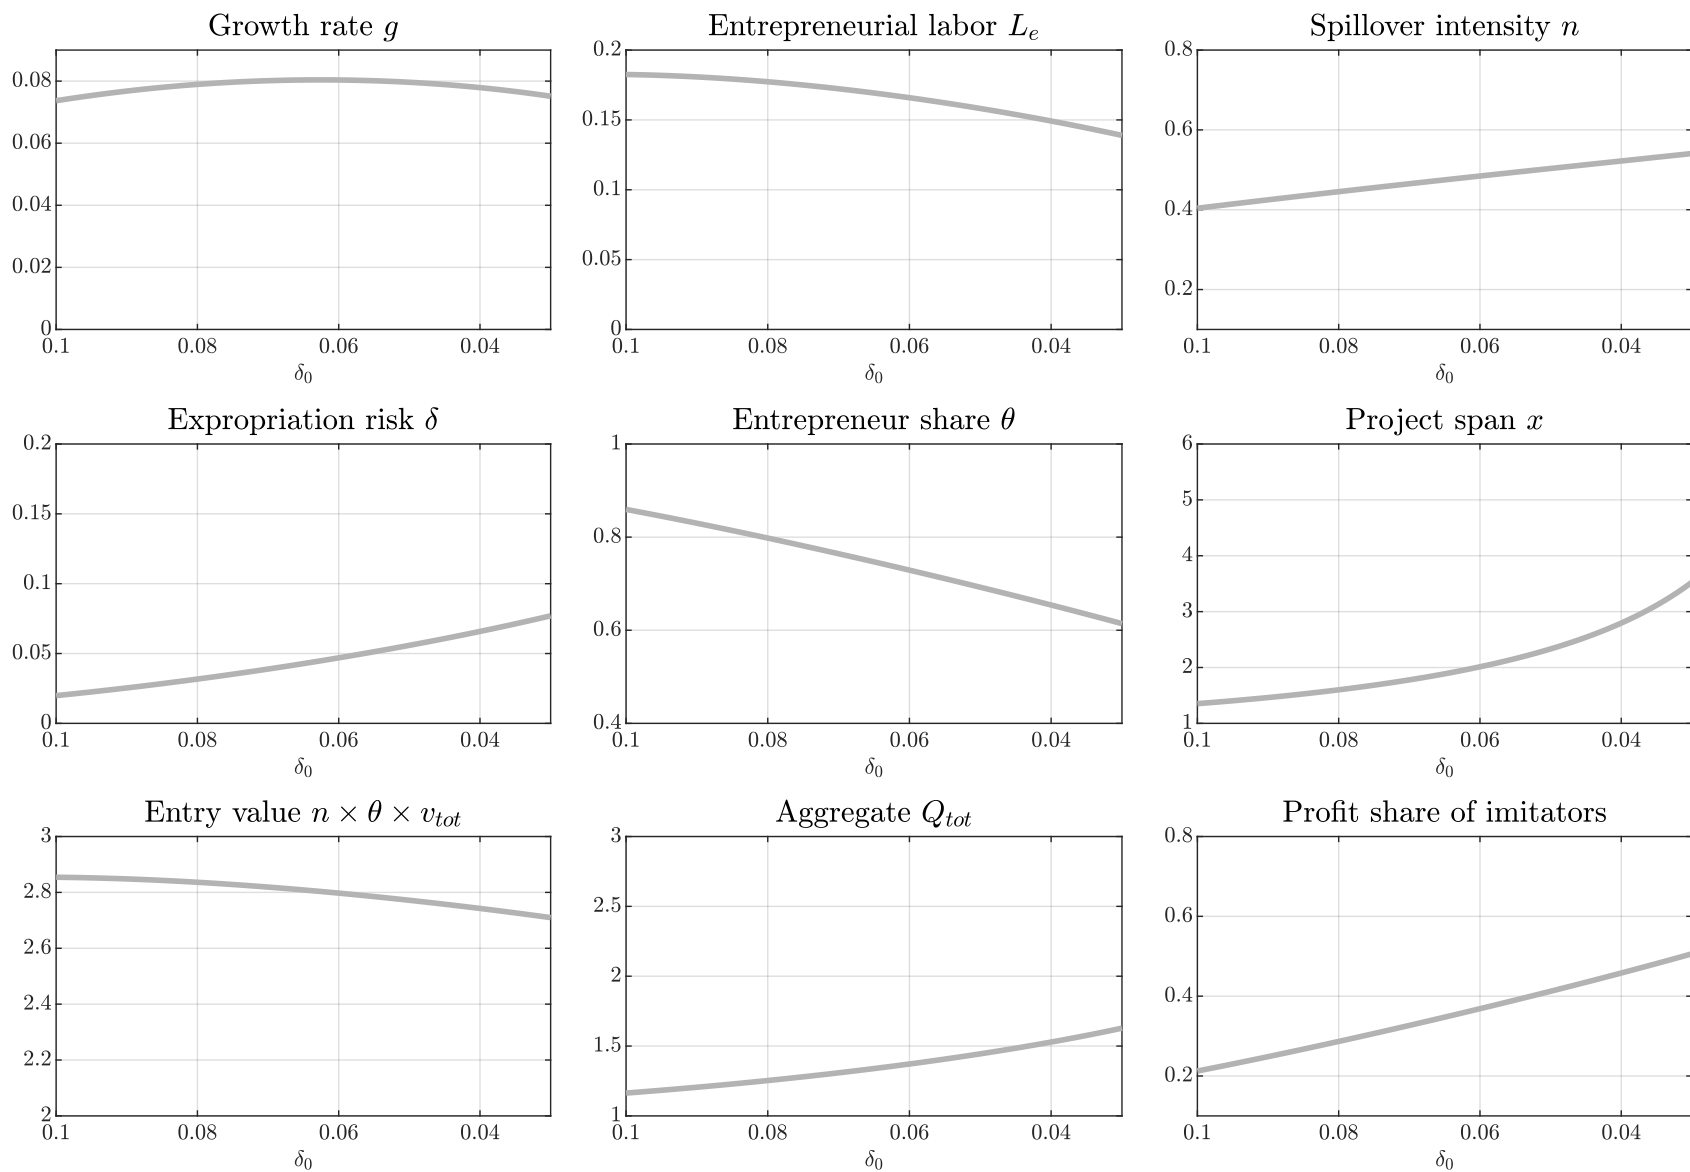 Growth rate g
0.08
0.06
0.04
0.02
0
0.1 0.08 0.06 0.04
δ₀
Entrepreneurial labor Lₑ
0.2
0.15
0.1
0.05
0
0.1 0.08 0.06 0.04
δ₀
Spillover intensity n
0.8
0.6
0.4
0.2
0.1 0.08 0.06 0.04
δ₀
Expropriation risk δ
0.2
0.15
0.1
0.05
0
0.1 0.08 0.06 0.04
δ₀
Entrepreneur share θ
1
0.8
0.6
0.4
0.1 0.08 0.06 0.04
δ₀
Project span x
6
5
4
3
2
1
0.1 0.08 0.06 0.04
δ₀
Entry value n × θ × v_tot
3
2.8
2.6
2.4
2.2
2
0.1 0.08 0.06 0.04
δ₀
Aggregate Q_tot
3
2.5
2
1.5
1
0.1 0.08 0.06 0.04
δ₀
Profit share of imitators
0.8
0.6
0.4
0.2
0.1 0.08 0.06 0.04
δ₀